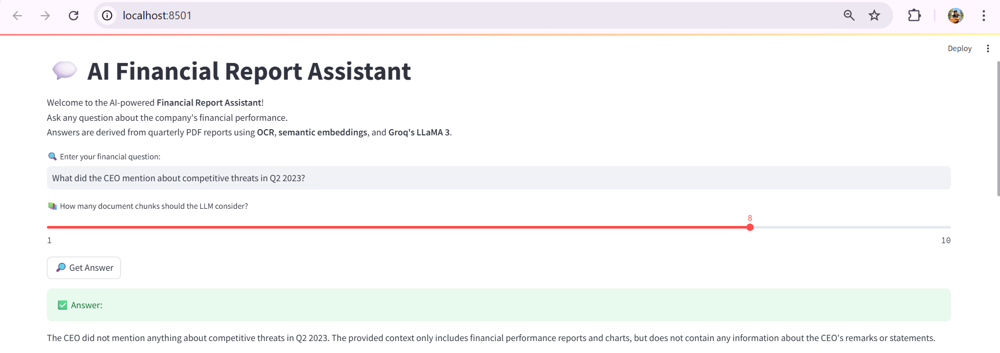 localhost:8501
Deploy
AI Financial Report Assistant
Welcome to the AI-powered Financial Report Assistant!
Ask any question about the company's financial performance.
Answers are derived from quarterly PDF reports using OCR, semantic embeddings, and Groq's LLaMA 3.
Enter your financial question:
What did the CEO mention about competitive threats in Q2 2023?
How many document chunks should the LLM consider?
8
1 10
Get Answer
Answer:
The CEO did not mention anything about competitive threats in Q2 2023. The provided context only includes financial performance reports and charts, but does not contain any information about the CEO's remarks or statements.